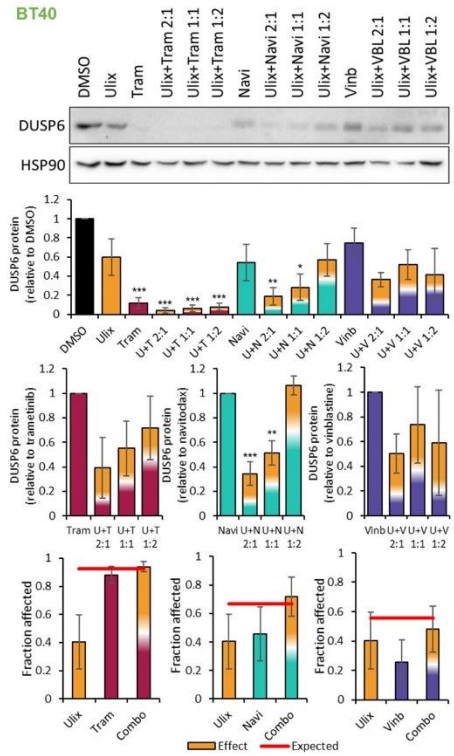 BT40
DMSO
Ulix
Tram
Ulix+Tram 2:1
Ulix+Tram 1:1
Ulix+Tram 1:2
Navi
Ulix+Navi 2:1
Ulix+Navi 1:1
Ulix+Navi 1:2
Vinb
Ulix+VBL 2:1
Ulix+VBL 1:1
Ulix+VBL 1:2
DUSP6
HSP90
DUSP6 protein
(relative to DMSO)
1.2
1
0.8
0.6
0.4
0.2
0
*** *** *** *** ** *
DMSO
Ulix
Tram
U+T 2:1
U+T 1:1
U+T 1:2
Navi
U+N 2:1
U+N 1:1
U+N 1:2
Vinb
U+V 2:1
U+V 1:1
U+V 1:2
DUSP6 protein
(relative to trametinib)
1.2
1
0.8
0.6
0.4
0.2
0
Tram U+T U+T U+T
2:1 1:1 1:2
DUSP6 protein
(relative to navitoclax)
1.2
1
0.8
0.6
0.4
0.2
0
*** **
Navi U+N U+N U+N
2:1 1:1 1:2
DUSP6 protein
(relative to vinblastine)
1.2
1
0.8
0.6
0.4
0.2
0
Vinb U+V U+V U+V
2:1 1:1 1:2
Fraction affected
1
0.8
0.6
0.4
0.2
0
Ulix
Tram
Combo
Fraction affected
1
0.8
0.6
0.4
0.2
0
Ulix
Navi
Combo
Fraction affected
1
0.8
0.6
0.4
0.2
0
Ulix
Vinb
Combo
Effect Expected